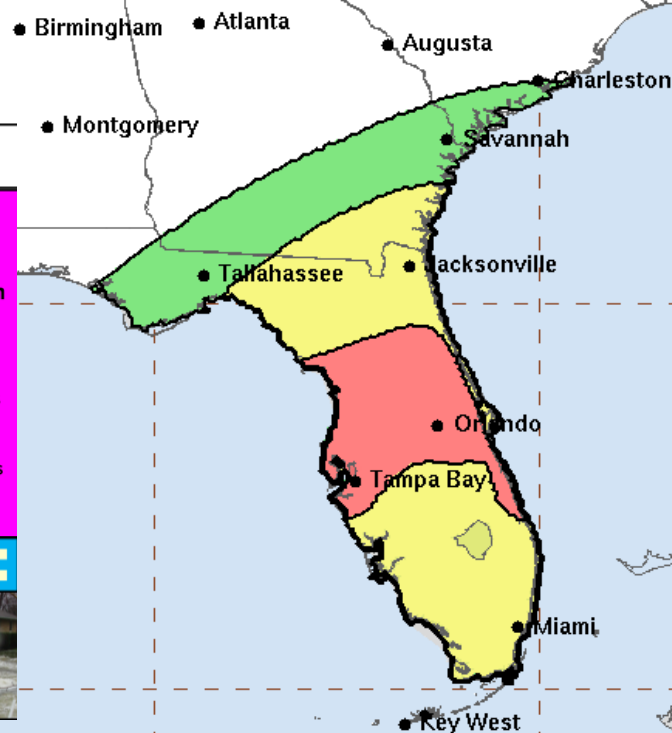 Birmingham
Atlanta
Augusta
Charleston
Montgomery
Savannah
Tallahassee
Jacksonville
Orlando
Tampa Bay
Miami
Key West